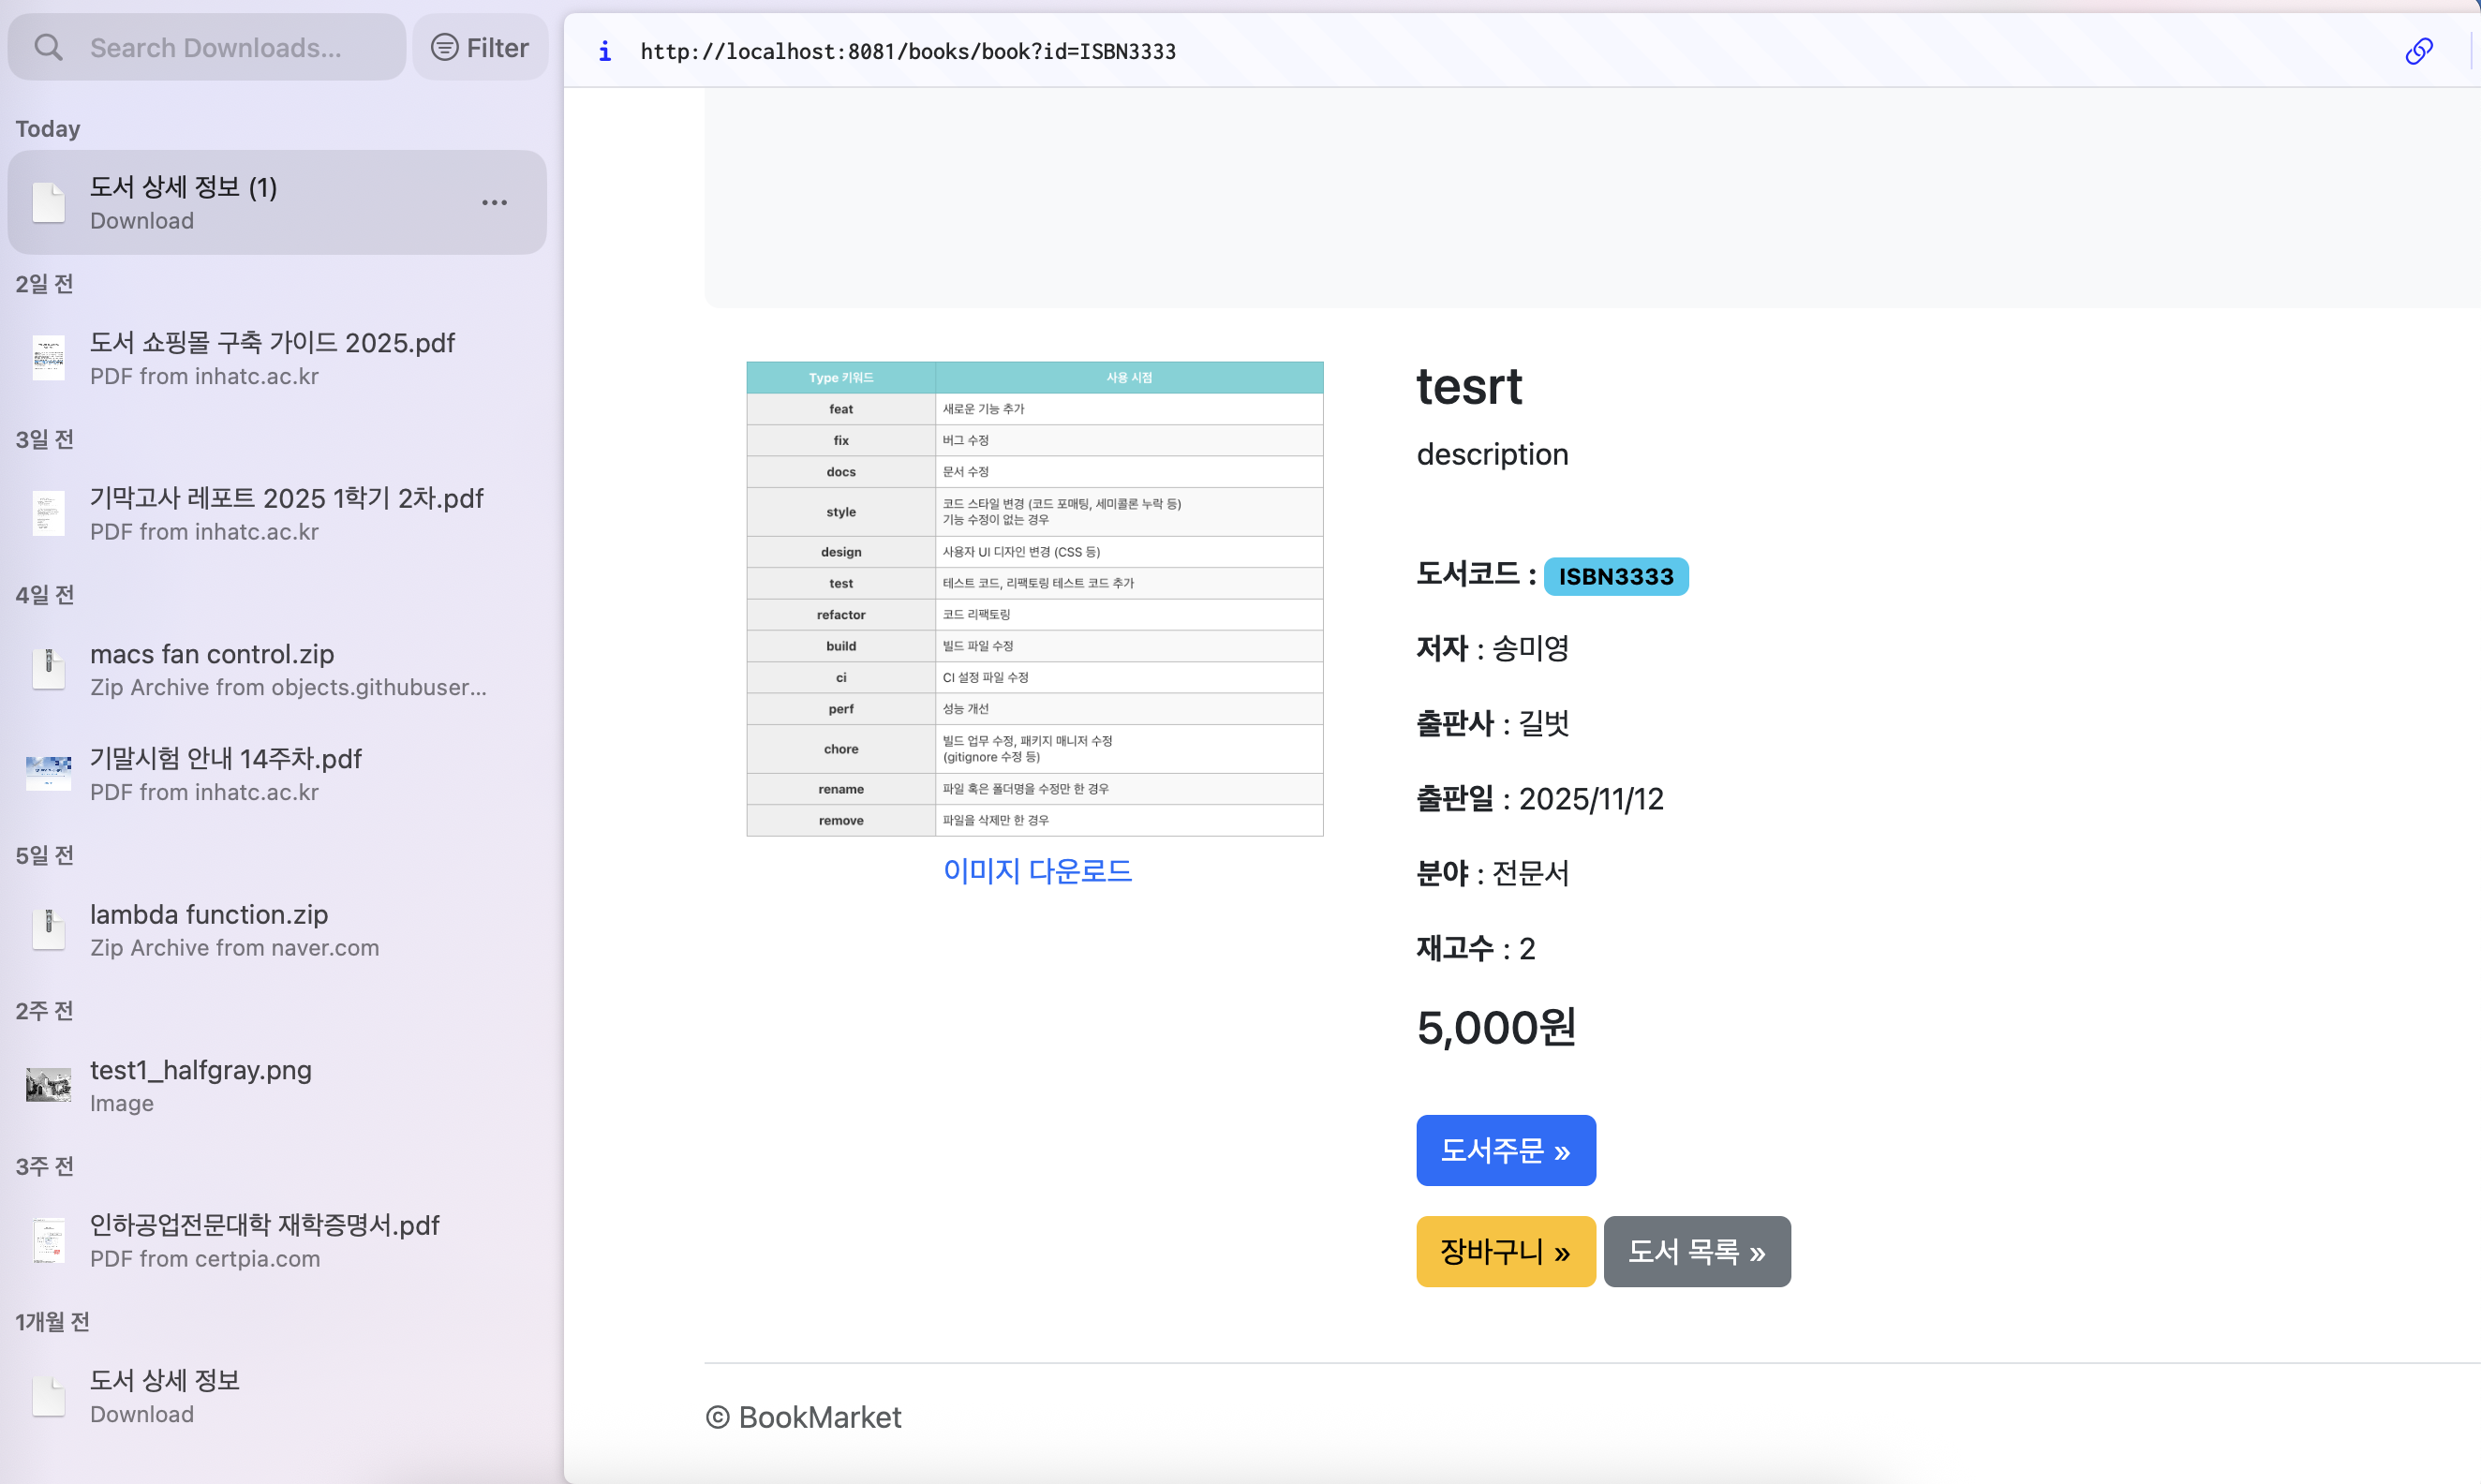 Search Downloads...
Filter
Today
도서 상세 정보 (1)
Download
2일 전
도서 쇼핑몰 구축 가이드 2025.pdf
PDF from inhatc.ac.kr
3일 전
기막고사 레포트 2025 1학기 2차.pdf
PDF from inhatc.ac.kr
4일 전
macs fan control.zip
Zip Archive from objects.githubuser...
기말시험 안내 14주차.pdf
PDF from inhatc.ac.kr
5일 전
lambda function.zip
Zip Archive from naver.com
2주 전
test1_halfgray.png
Image
3주 전
인하공업전문대학 재학증명서.pdf
PDF from certpia.com
1개월 전
도서 상세 정보
Download
http://localhost:8081/books/book?id=ISBN3333
Type 키워드 사용 시점
feat 새로운 기능 추가
fix 버그 수정
docs 문서 수정
style 코드 스타일 변경 (코드 포매팅, 세미콜론 누락 등)
기능 수정이 없는 경우
design 사용자 UI 디자인 변경 (CSS 등)
test 테스트 코드, 리팩토링 테스트 코드 추가
refactor 코드 리팩토링
build 빌드 파일 수정
ci CI 설정 파일 수정
perf 성능 개선
chore 빌드 업무 수정, 패키지 매니저 수정
(gitignore 수정 등)
rename 파일 혹은 폴더명을 수정만 한 경우
remove 파일을 삭제만 한 경우
이미지 다운로드
tesrt
description
도서코드 : ISBN3333
저자 : 송미영
출판사 : 길벗
출판일 : 2025/11/12
분야 : 전문서
재고수 : 2
5,000원
도서주문 »
장바구니 »
도서 목록 »
© BookMarket